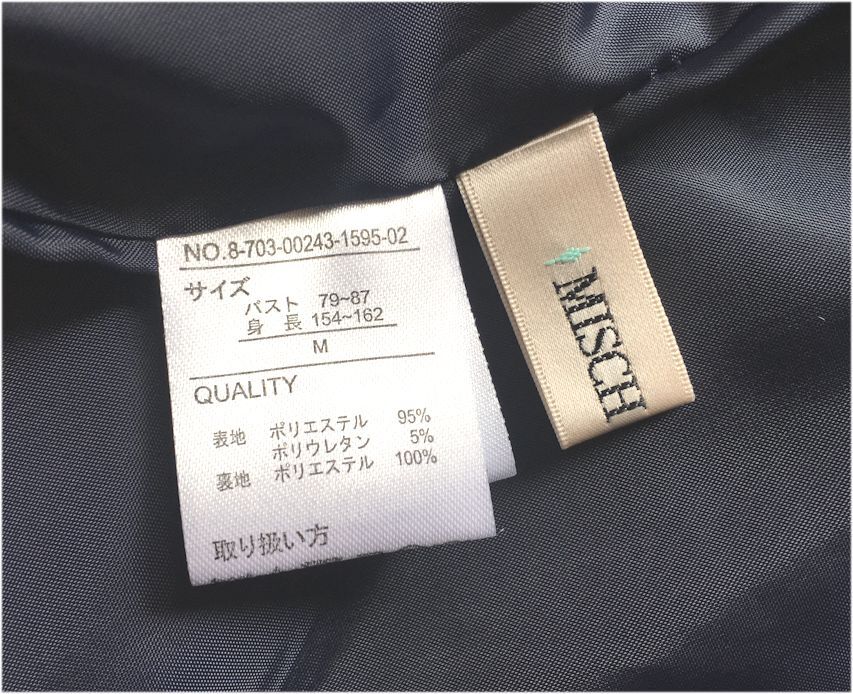 NO.8-703-00243-1595-02
サイズ
バスト 79~87
身 長 154~162
M
QUALITY
表地 ポリエステル 95%
ポリウレタン 5%
裏地 ポリエステル 100%
取り扱い方
MISCH